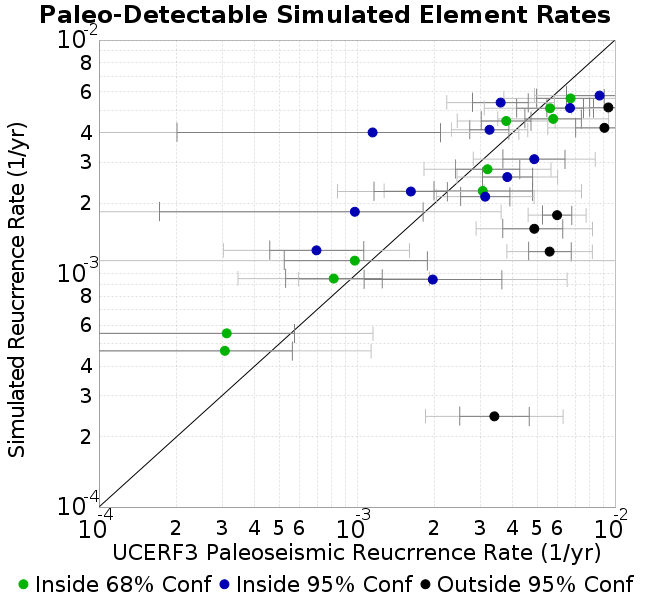 Paleo-Detectable Simulated Element Rates
Simulated Reucrrence Rate (1/yr)
10-2
8
6
4
3
2
10-3
8
6
4
3
2
10-4
10-4 2 3 4 5 6 10-3 2 3 4 5 6 10-2
UCERF3 Paleoseismic Reucrrence Rate (1/yr)
Inside 68% Conf Inside 95% Conf Outside 95% Conf